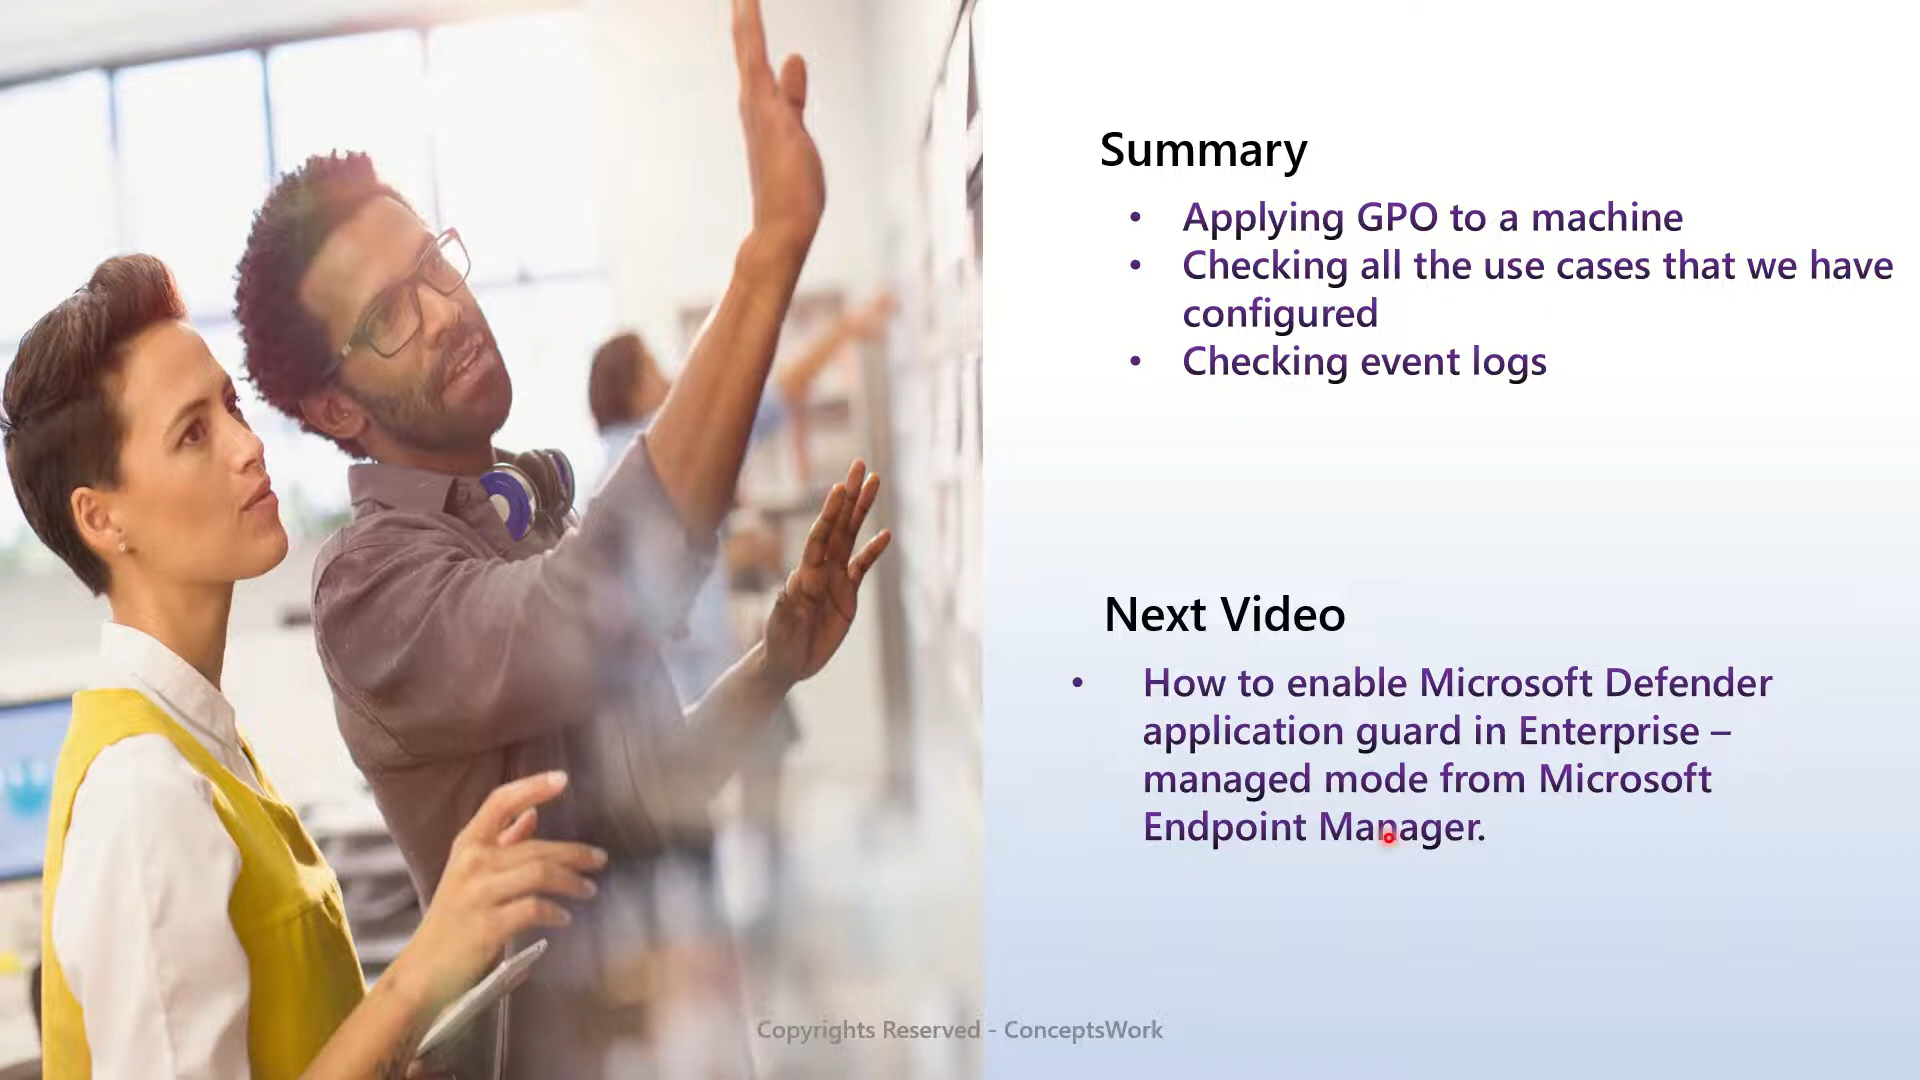 Summary
• Applying GPO to a machine
• Checking all the use cases that we have
configured
• Checking event logs
Next Video
• How to enable Microsoft Defender
application guard in Enterprise –
managed mode from Microsoft
Endpoint Manager.
Copyrights Reserved - ConceptsWork